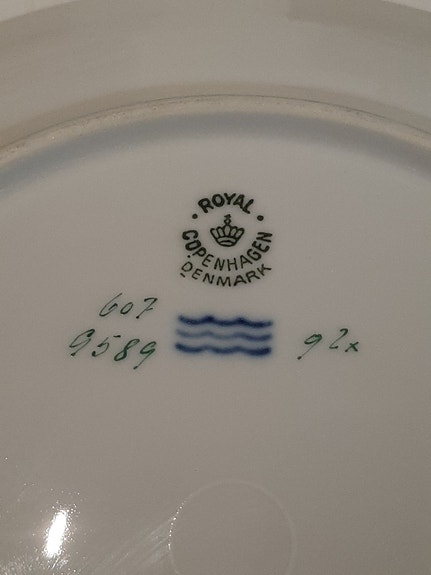 ROYAL
COPENHAGEN
DENMARK
607
9589
92x